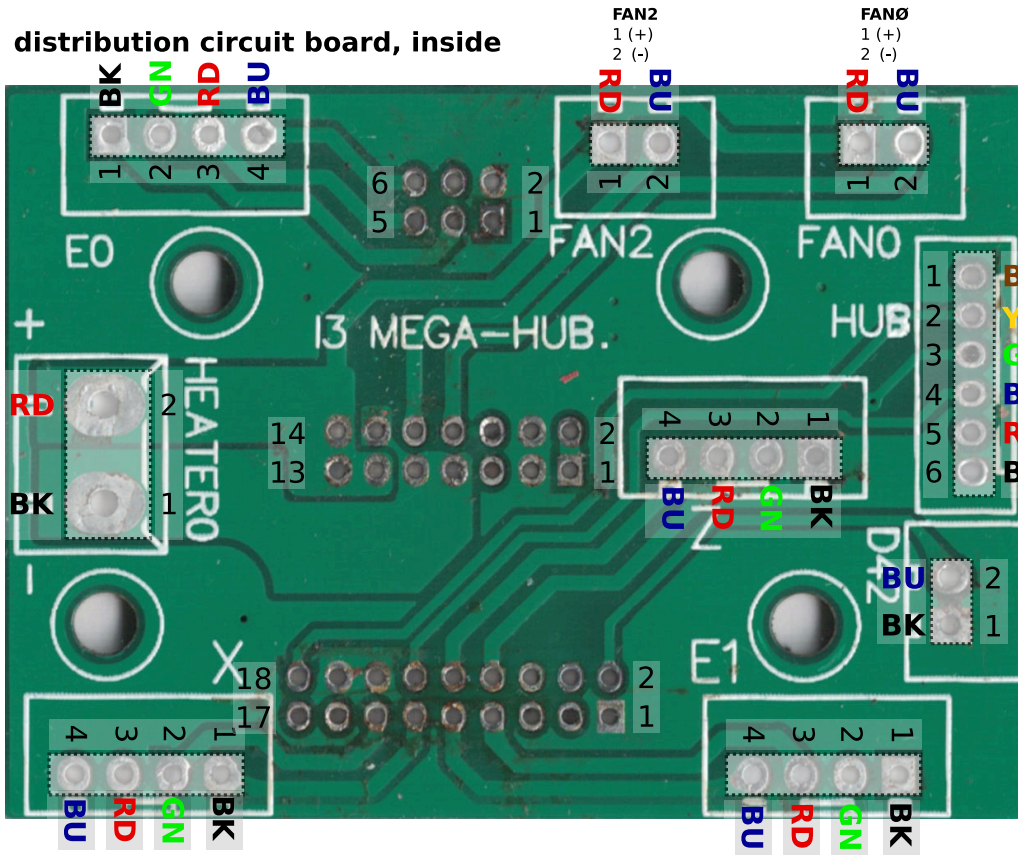 FAN2
1 (+)
2 (-)
FANØ
1 (+)
2 (-)
distribution circuit board, inside
BK GN RD BU
RD BU
RD BU
1 2 3 4
6 2
5 1
1 2
1 2
E0
FAN2
FAN0
+
I3 MEGA-HUB.
HUB
1 B
2 Y
3 G
4 B
5 R
6 B
HEATER0
RD 2
BK 1
-
14 2
13 1
4 3 2 1
BU RD GN BK
Z
D42
BU 2
BK 1
X
E1
18 2
17 1
4 3 2 1
BU RD GN BK
4 3 2 1
BU RD GN BK